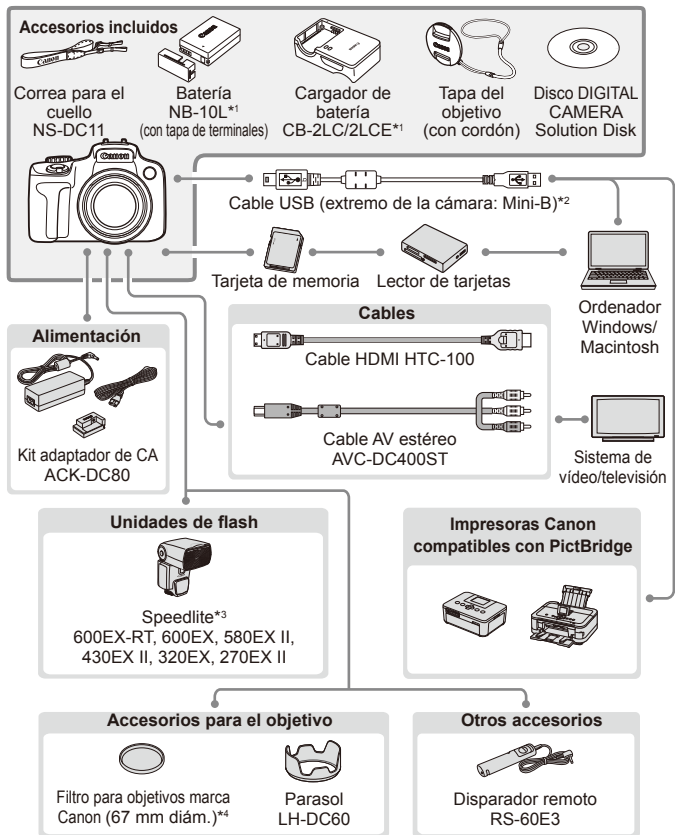 Accesorios incluidos
Canon
Correa para el
cuello
NS-DC11
Batería
NB-10L*1
(con tapa de terminales)
Cargador de
batería
CB-2LC/2LCE*1
Tapa del
objetivo
(con cordón)
Disco DIGITAL
CAMERA
Solution Disk
Canon
Cable USB (extremo de la cámara: Mini-B)*2
Tarjeta de memoria
Lector de tarjetas
Ordenador
Windows/
Macintosh
Alimentación
Kit adaptador de CA
ACK-DC80
Cables
Cable HDMI HTC-100
Cable AV estéreo
AVC-DC400ST
Sistema de
vídeo/televisión
Unidades de flash
Speedlite*3
600EX-RT, 600EX, 580EX II,
430EX II, 320EX, 270EX II
Impresoras Canon
compatibles con PictBridge
Accesorios para el objetivo
Filtro para objetivos marca
Canon (67 mm diám.)*4
Parasol
LH-DC60
Otros accesorios
Disparador remoto
RS-60E3